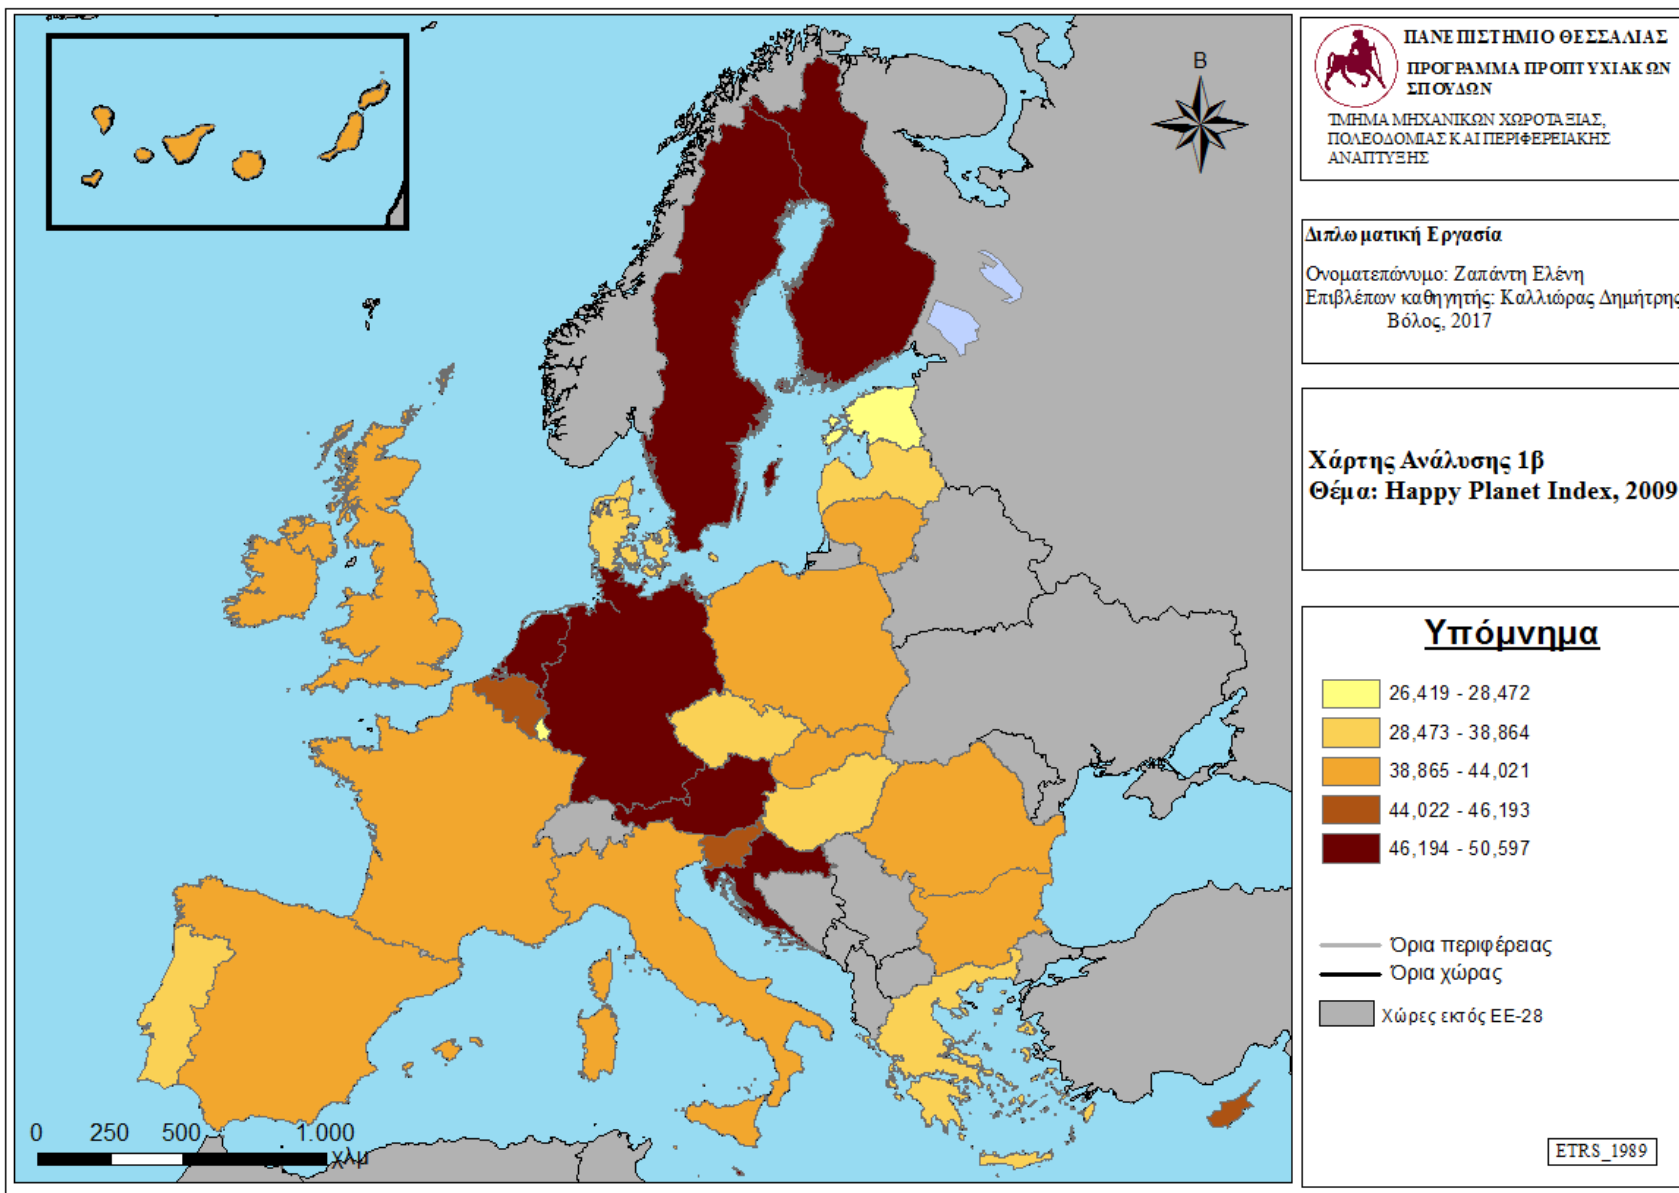 Β
ΠΑΝΕΠΙΣΤΗΜΙΟ ΘΕΣΣΑΛΙΑΣ
ΠΡΟΓΡΑΜΜΑ ΠΡΟΠΤΥΧΙΑΚΩΝ
ΣΠΟΥΔΩΝ
ΤΜΗΜΑ ΜΗΧΑΝΙΚΩΝ ΧΩΡΟΤΑΞΙΑΣ,
ΠΟΛΕΟΔΟΜΙΑΣ ΚΑΙ ΠΕΡΙΦΕΡΕΙΑΚΗΣ
ΑΝΑΠΤΥΞΗΣ
Διπλωματική Εργασία
Ονοματεπώνυμο: Ζαπάντη Ελένη
Επιβλέπων καθηγητής: Καλλιώρας Δημήτρης
Βόλος, 2017
Χάρτης Ανάλυσης 1β
Θέμα: Happy Planet Index, 2009
Υπόμνημα
26,419 - 28,472
28,473 - 38,864
38,865 - 44,021
44,022 - 46,193
46,194 - 50,597
Όρια περιφέρειας
Όρια χώρας
Χώρες εκτός ΕΕ-28
ETRS_1989
0 250 500 1.000
χλμ